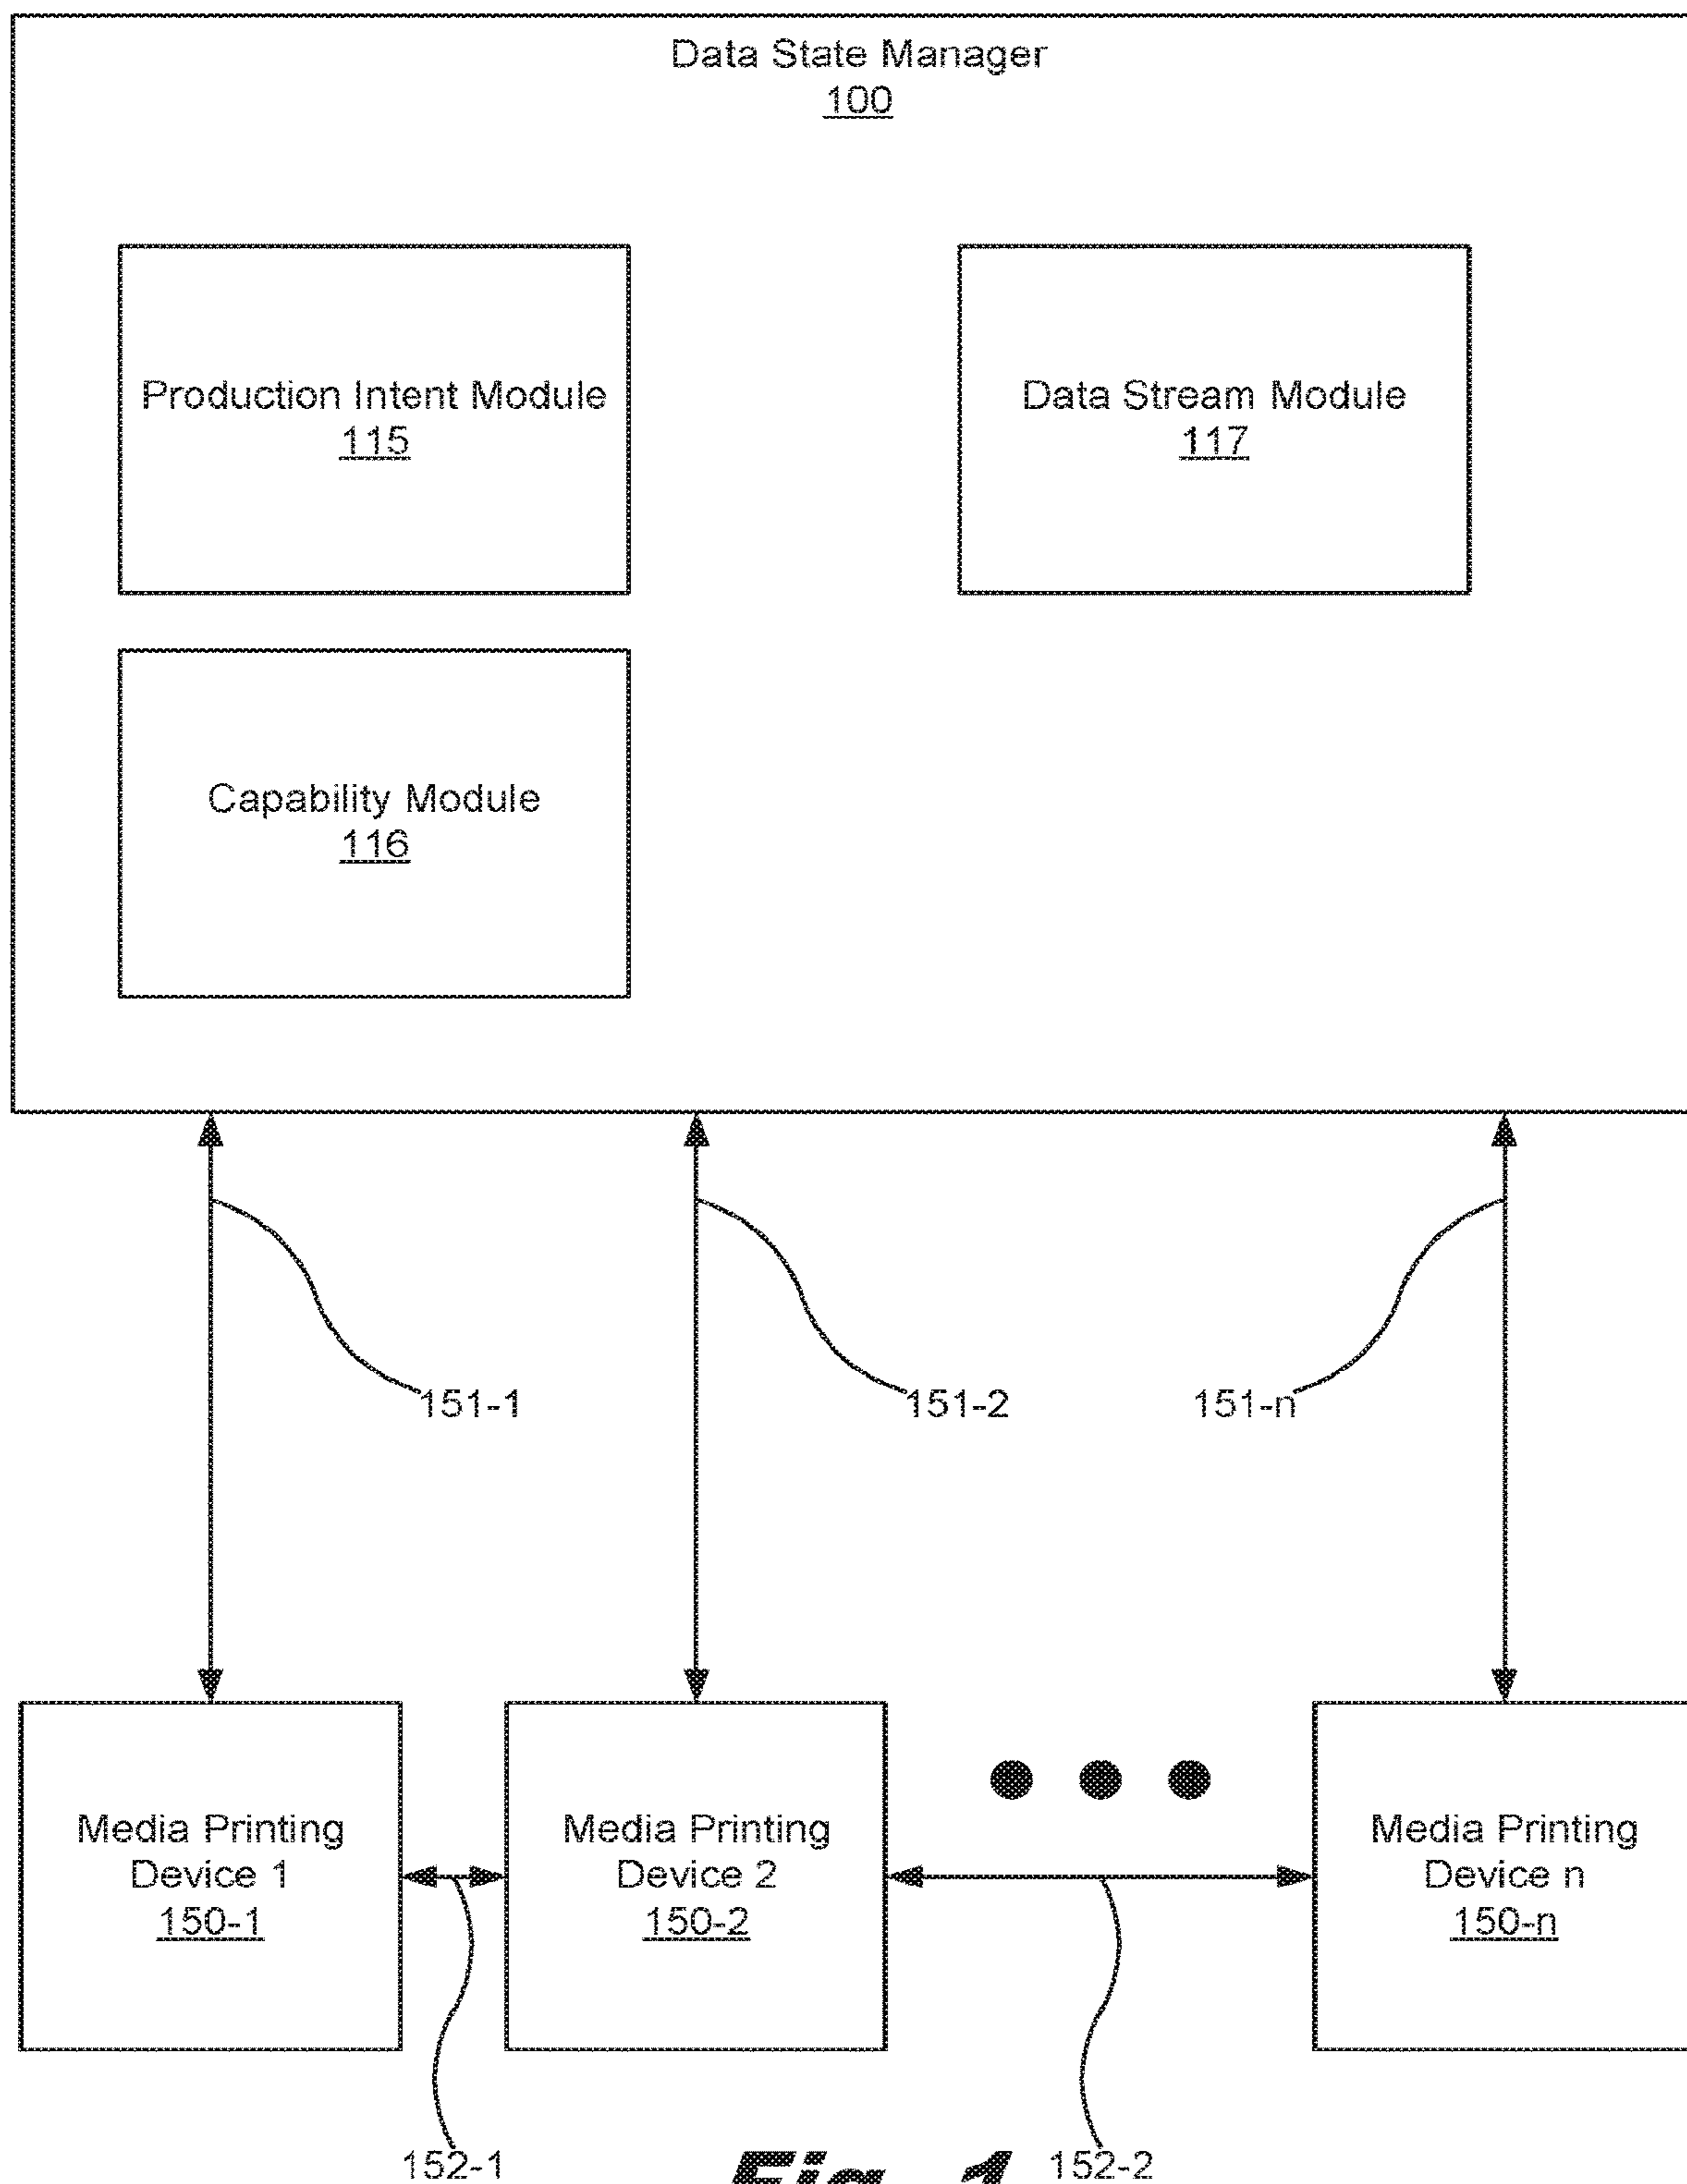 Data State Manager
100
Production Intent Module
115
Data Stream Module
117
Capability Module
116
151-1
151-2
151-n
Media Printing
Device 1
150-1
Media Printing
Device 2
150-2
Media Printing
Device n
150-n
152-1
Fig. 1
152-2